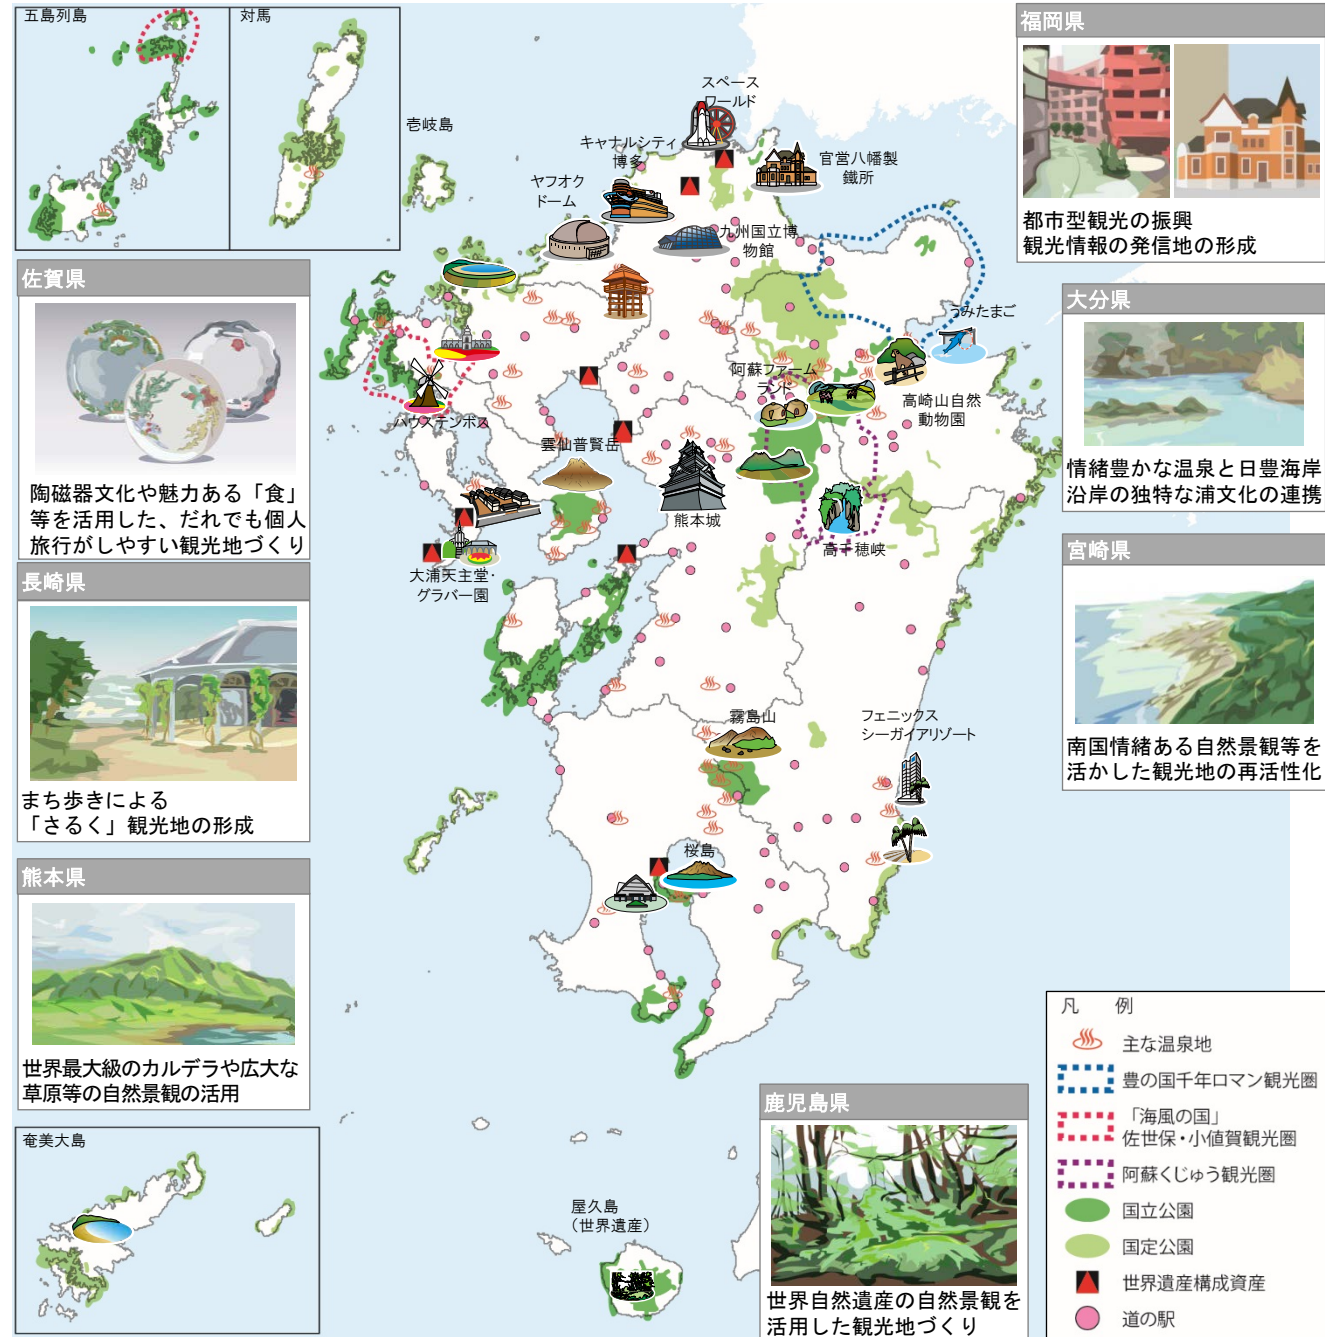 五島列島
対馬
壱岐島
スペース
ワールド
キャナルシティ
博多
官営八幡製
鐵所
ヤフオク
ドーム
九州国立博
物館
うみたまご
阿蘇ファーム
ランド
高崎山自然
動物園
ハウステンボス
雲仙普賢岳
熊本城
高千穂峡
大浦天主堂・
グラバー園
霧島山
フェニックス
シーガイアリゾート
桜島
屋久島
（世界遺産）
奄美大島
福岡県
都市型観光の振興
観光情報の発信地の形成
佐賀県
陶磁器文化や魅力ある「食」
等を活用した、だれでも個人
旅行がしやすい観光地づくり
大分県
情緒豊かな温泉と日豊海岸
沿岸の独特な浦文化の連携
長崎県
まち歩きによる
「さるく」観光地の形成
宮崎県
南国情緒ある自然景観等を
活かした観光地の再活性化
熊本県
世界最大級のカルデラや広大な
草原等の自然景観の活用
鹿児島県
世界自然遺産の自然景観を
活用した観光地づくり
凡　例
主な温泉地
豊の国千年ロマン観光圏
「海風の国」
佐世保・小値賀観光圏
阿蘇くじゅう観光圏
国立公園
国定公園
世界遺産構成資産
道の駅